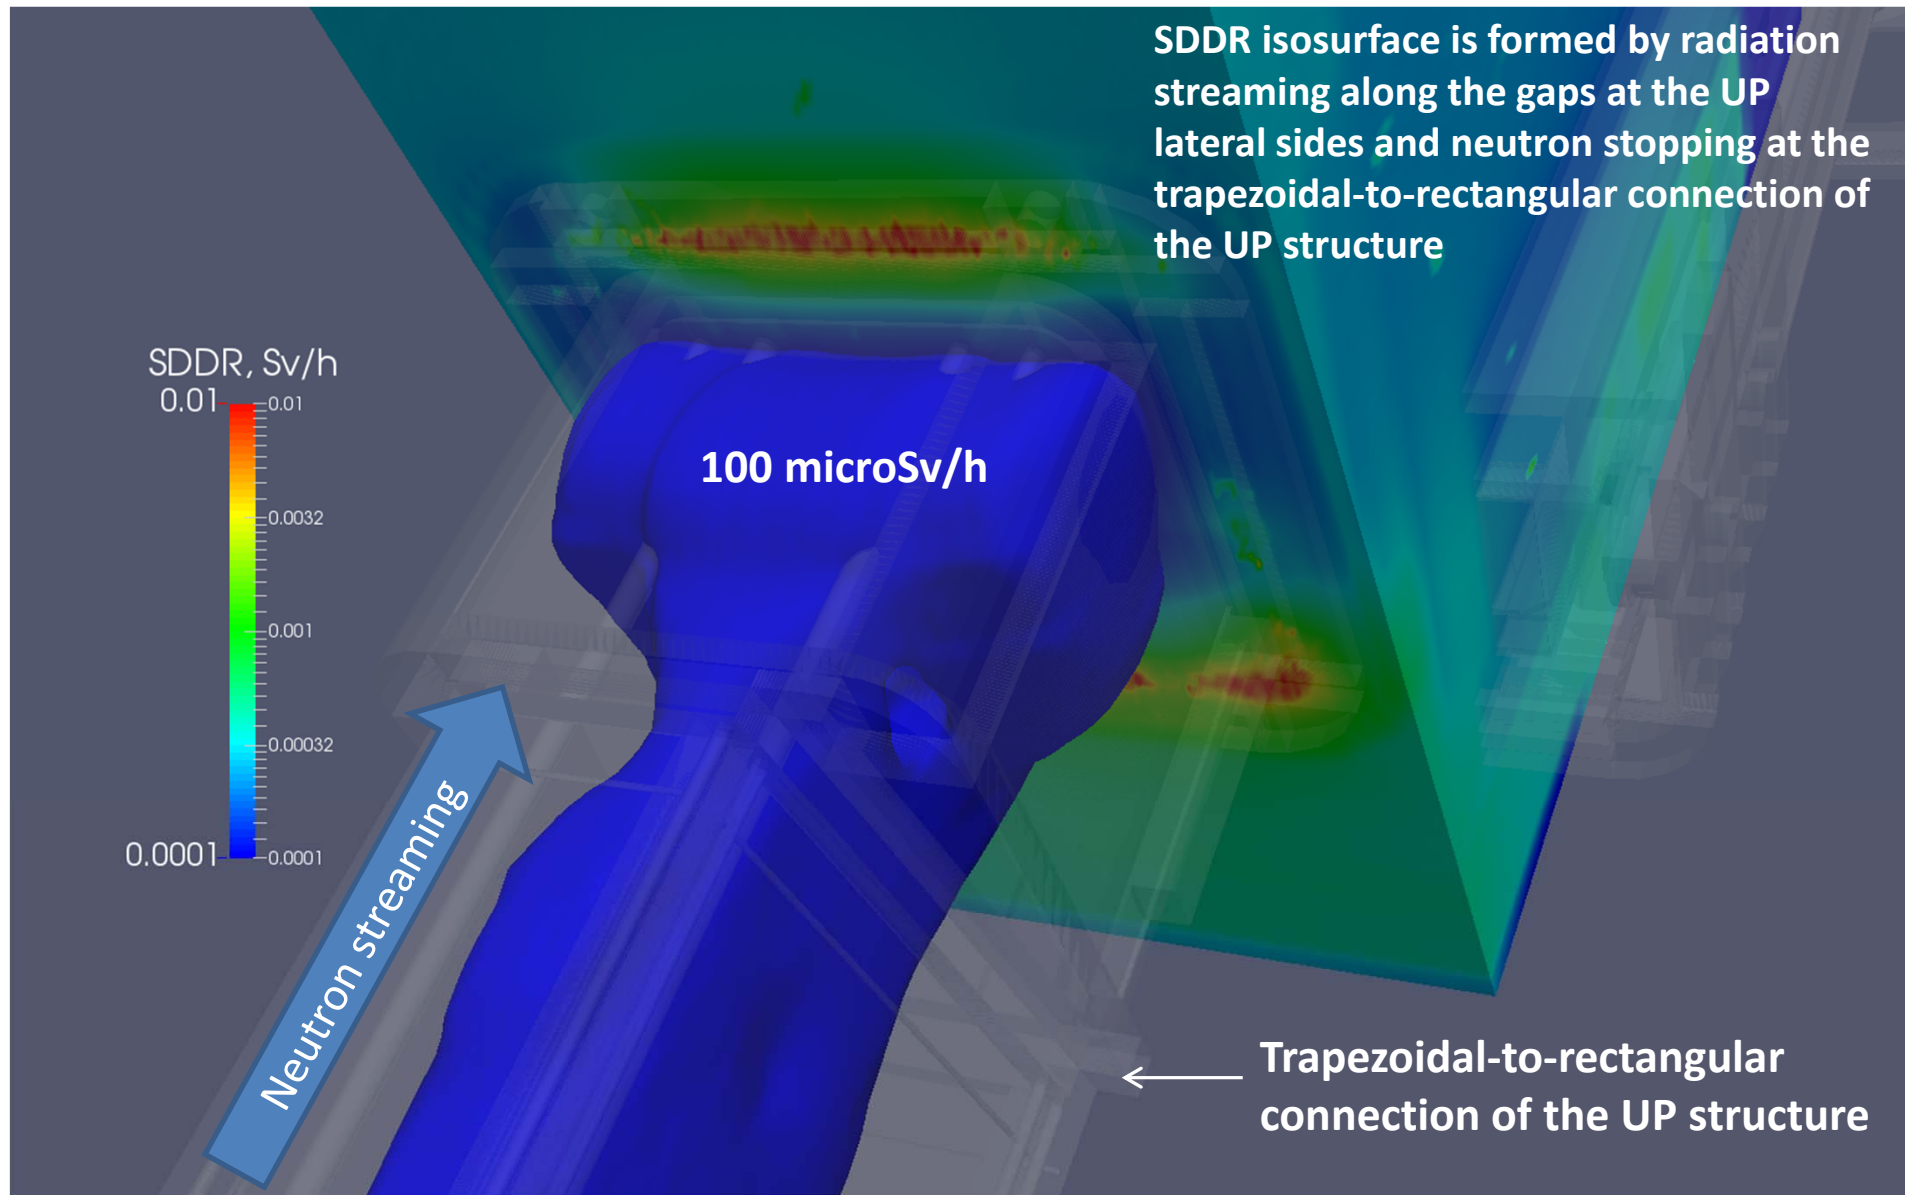 SDDR isosurface is formed by radiation
streaming along the gaps at the UP
lateral sides and neutron stopping at the
trapezoidal-to-rectangular connection of
the UP structure
SDDR, Sv/h
0.01
0.01
0.0032
0.001
0.00032
0.0001
0.0001
100 microSv/h
Neutron streaming
Trapezoidal-to-rectangular
connection of the UP structure